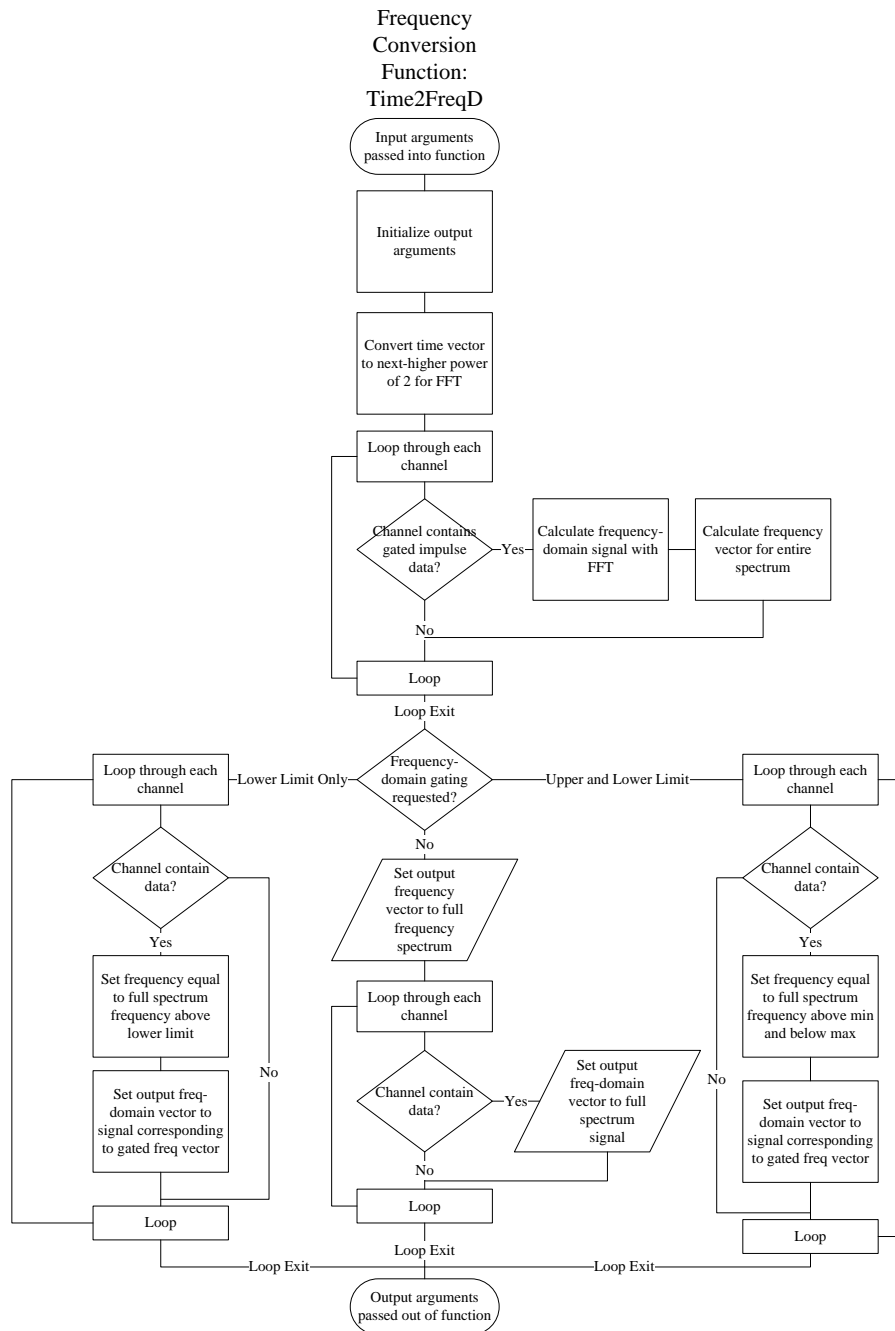 Frequency
Conversion
Function:
Time2FreqD
Input arguments
passed into function
Initialize output
arguments
Convert time vector
to next-higher power
of 2 for FFT
Loop through each
channel
Channel contains
gated impulse
data?
Yes
Calculate frequency-
domain signal with
FFT
Calculate frequency
vector for entire
spectrum
No
Loop
Loop Exit
Frequency-
domain gating
requested?
Lower Limit Only
Loop through each
channel
Channel contain
data?
Yes
Set frequency equal
to full spectrum
frequency above
lower limit
Set output freq-
domain vector to
signal corresponding
to gated freq vector
No
Loop
Loop Exit
No
Set output
frequency
vector to full
frequency
spectrum
Loop through each
channel
Channel contain
data?
Yes
Set output
freq-domain
vector to full
spectrum
signal
No
Loop
Loop Exit
Upper and Lower Limit
Loop through each
channel
Channel contain
data?
Yes
Set frequency equal
to full spectrum
frequency above min
and below max
Set output freq-
domain vector to
signal corresponding
to gated freq vector
No
Loop
Loop Exit
Output arguments
passed out of function